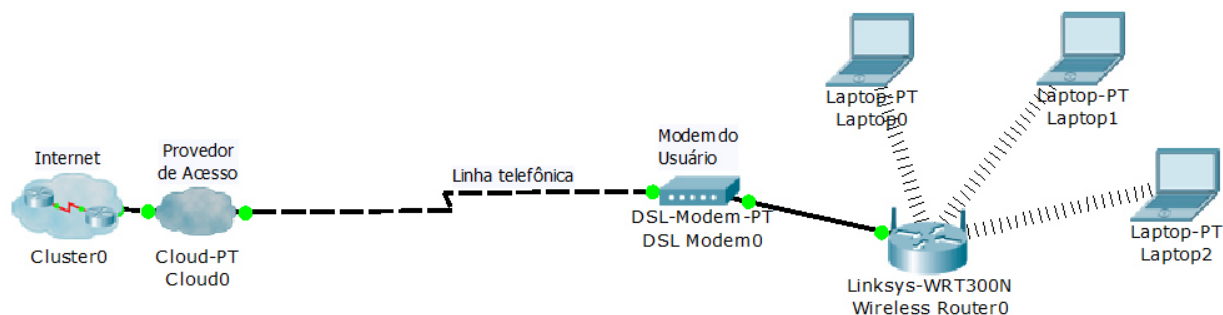 Internet
Cluster0
Provedor
de Acesso
Cloud-PT
Cloud0
Linha telefônica
Modem do
Usuário
DSL-Modem-PT
DSL Modem0
Laptop-PT
Laptop0
Laptop-PT
Laptop1
Laptop-PT
Laptop2
Linksys-WRT300N
Wireless Router0